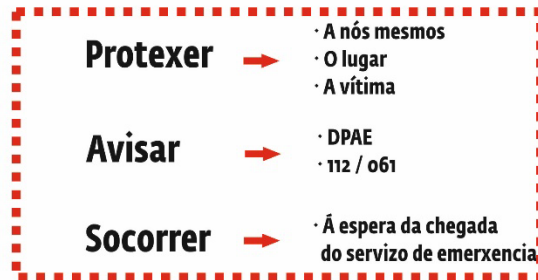 Protexer
· A nós mesmos
· O lugar
· A vítima
Avisar
· DPAE
· 112 / 061
Socorrer
· Á espera da chegada
do servizo de emerxencia